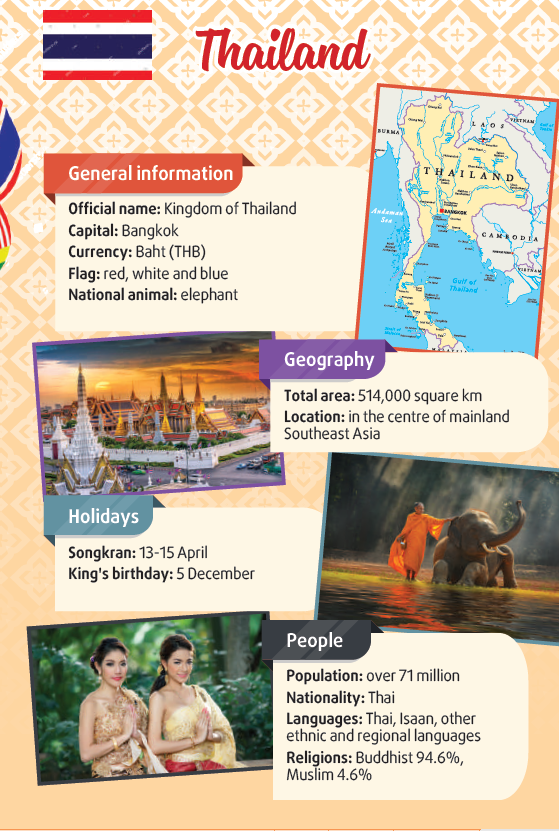 Thailand
BURMA
LAOS
VIETNAM
THAILAND
BANGKOK
Andaman
Sea
CAMBODIA
VIETNAM
Gulf of
Thailand
General information
Official name: Kingdom of Thailand
Capital: Bangkok
Currency: Baht (THB)
Flag: red, white and blue
National animal: elephant
Geography
Total area: 514,000 square km
Location: in the centre of mainland
Southeast Asia
Holidays
Songkran: 13-15 April
King's birthday: 5 December
People
Population: over 71 million
Nationality: Thai
Languages: Thai, Isaan, other
ethnic and regional languages
Religions: Buddhist 94.6%,
Muslim 4.6%